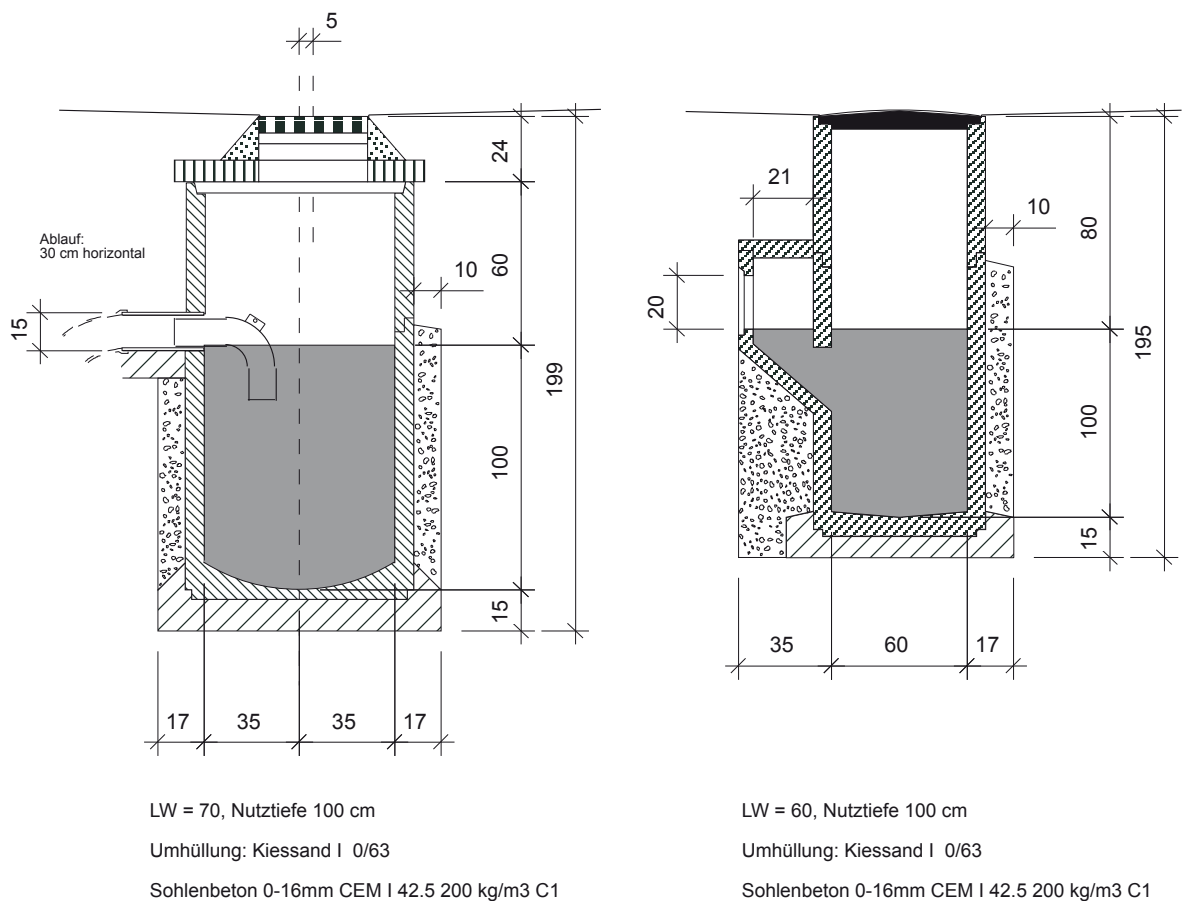 5
24
Ablauf:
30 cm horizontal
60
10
15
199
100
15
17
35
35
17
LW = 70, Nutztiefe 100 cm
Umhüllung: Kiessand I 0/63
Sohlenbeton 0-16mm CEM I 42.5 200 kg/m3 C1
21
10
80
20
195
100
15
35
60
17
LW = 60, Nutztiefe 100 cm
Umhüllung: Kiessand I 0/63
Sohlenbeton 0-16mm CEM I 42.5 200 kg/m3 C1